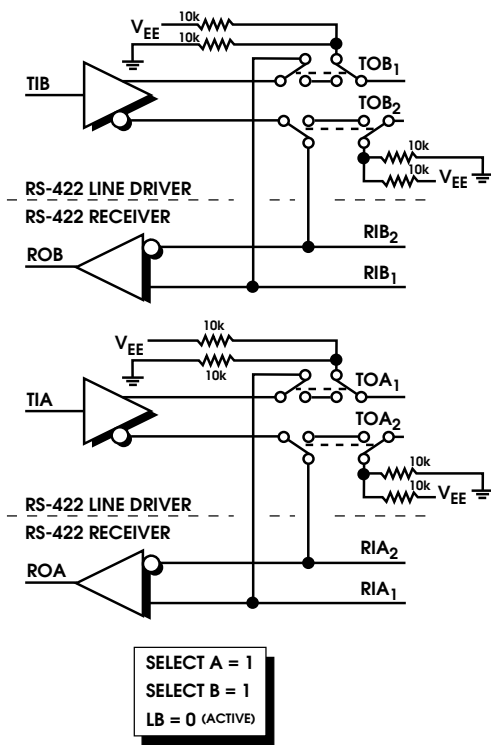 10k
VEE
10k
TOB1
TIB
TOB2
10k
10k
VEE
RS-422 LINE DRIVER
RS-422 RECEIVER
RIB2
ROB
RIB1
10k
VEE
10k
TOA1
TIA
TOA2
10k
10k
VEE
RS-422 LINE DRIVER
RS-422 RECEIVER
RIA2
ROA
RIA1
SELECT A = 1
SELECT B = 1
LB = 0 (ACTIVE)